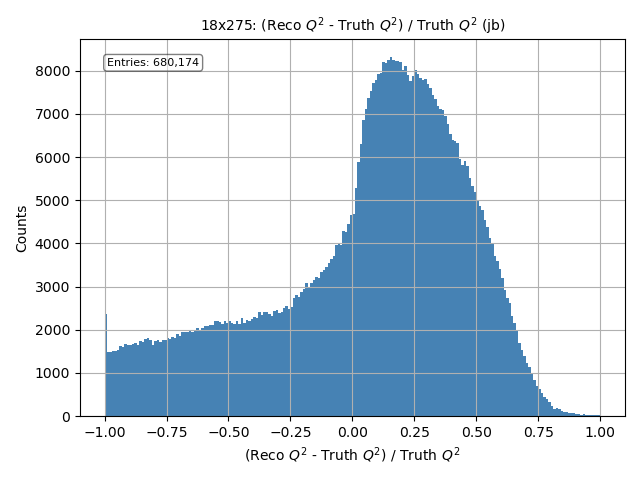 18x275: (Reco Q² - Truth Q²) / Truth Q² (jb)
Entries: 680,174
8000
7000
6000
5000
4000
3000
2000
1000
0
Counts
−1.00 −0.75 −0.50 −0.25 0.00 0.25 0.50 0.75 1.00
(Reco Q² - Truth Q²) / Truth Q²